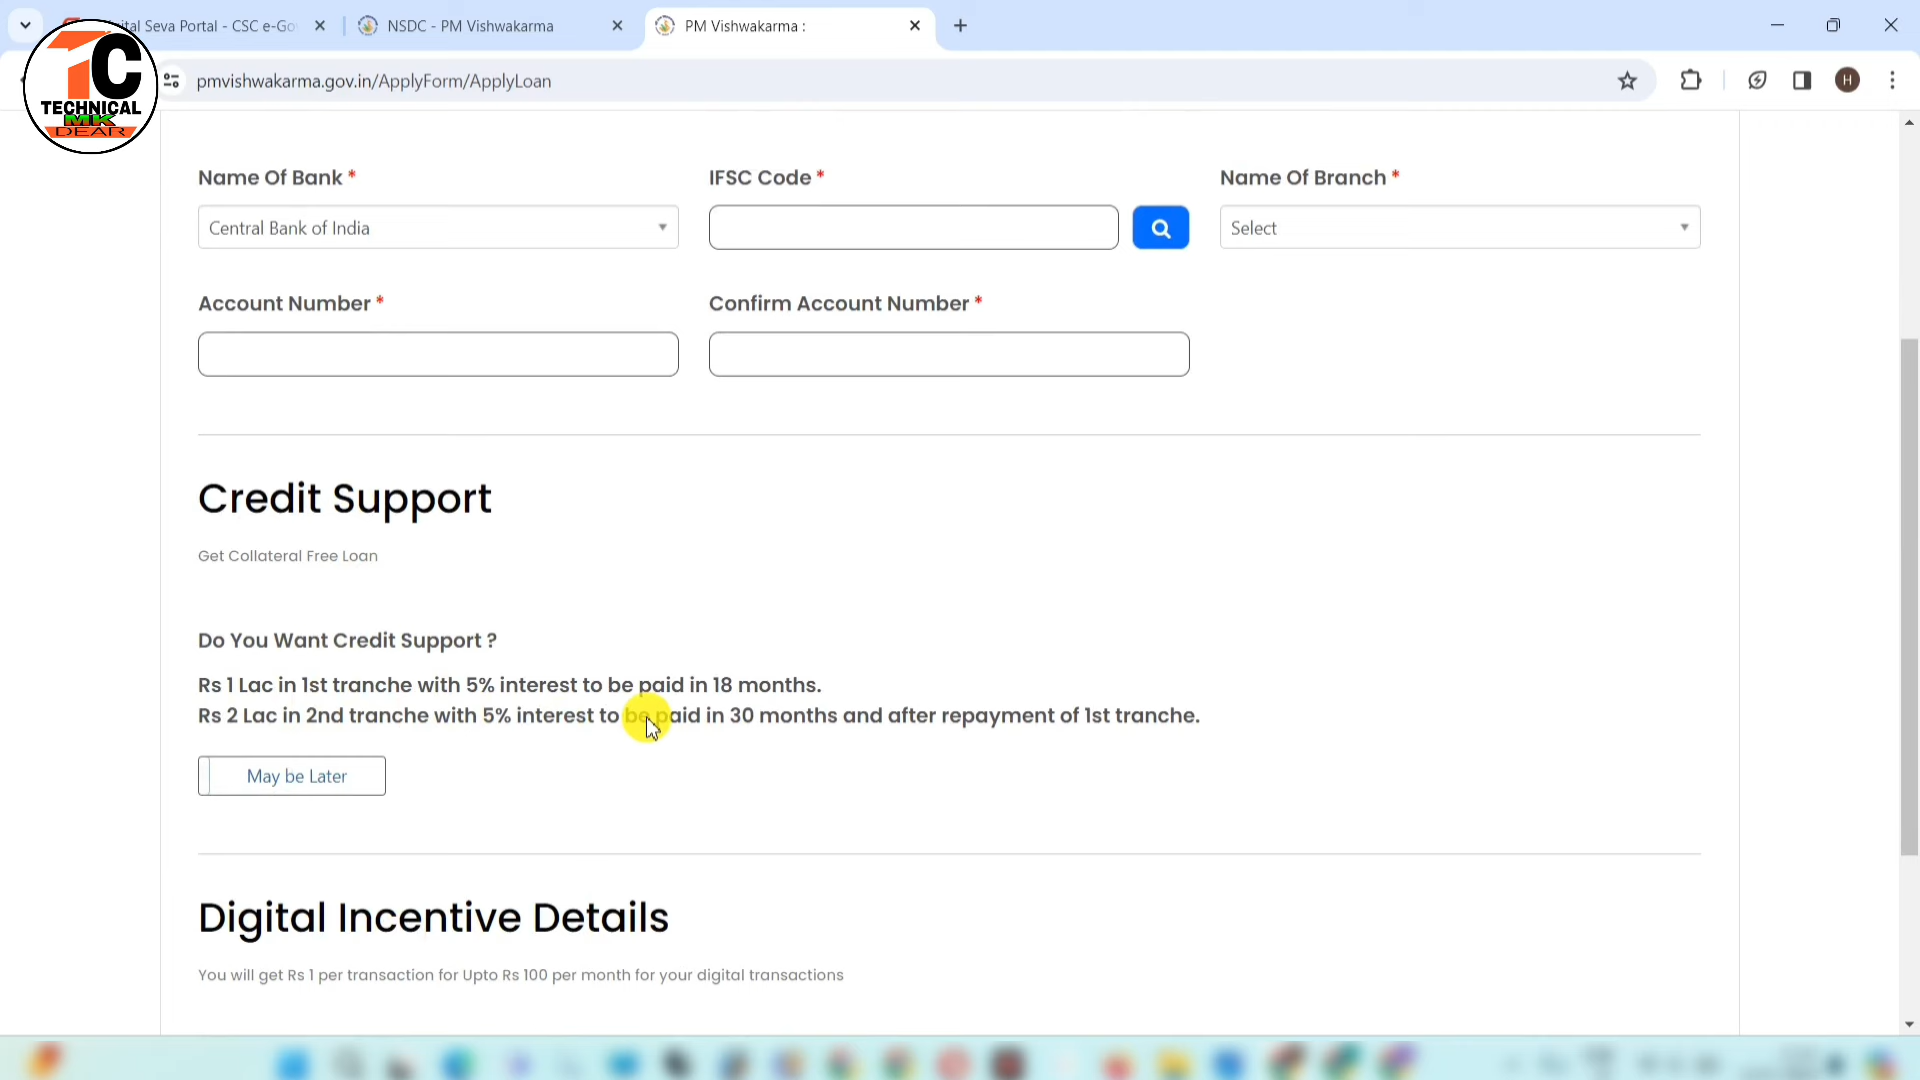 ital Seva Portal - CSC e-Go
NSDC - PM Vishwakarma
PM Vishwakarma :
TC
TECHNICAL
MK
DEAR
pmvishwakarma.gov.in/ApplyForm/ApplyLoan
H
Name Of Bank *
IFSC Code *
Name Of Branch *
Central Bank of India
Select
Account Number *
Confirm Account Number *
Credit Support
Get Collateral Free Loan
Do You Want Credit Support ?
Rs 1 Lac in 1st tranche with 5% interest to be paid in 18 months.
Rs 2 Lac in 2nd tranche with 5% interest to be paid in 30 months and after repayment of 1st tranche.
May be Later
Digital Incentive Details
You will get Rs 1 per transaction for Upto Rs 100 per month for your digital transactions